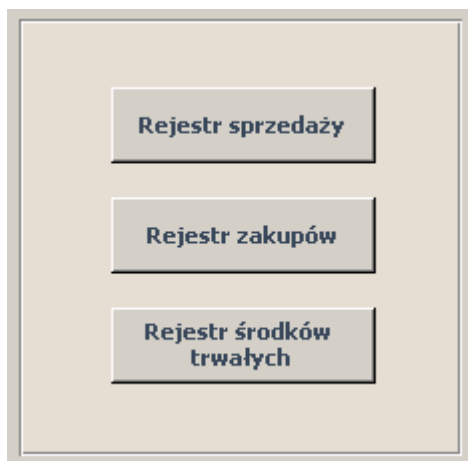 Rejestr sprzedaży
Rejestr zakupów
Rejestr środków
trwałych